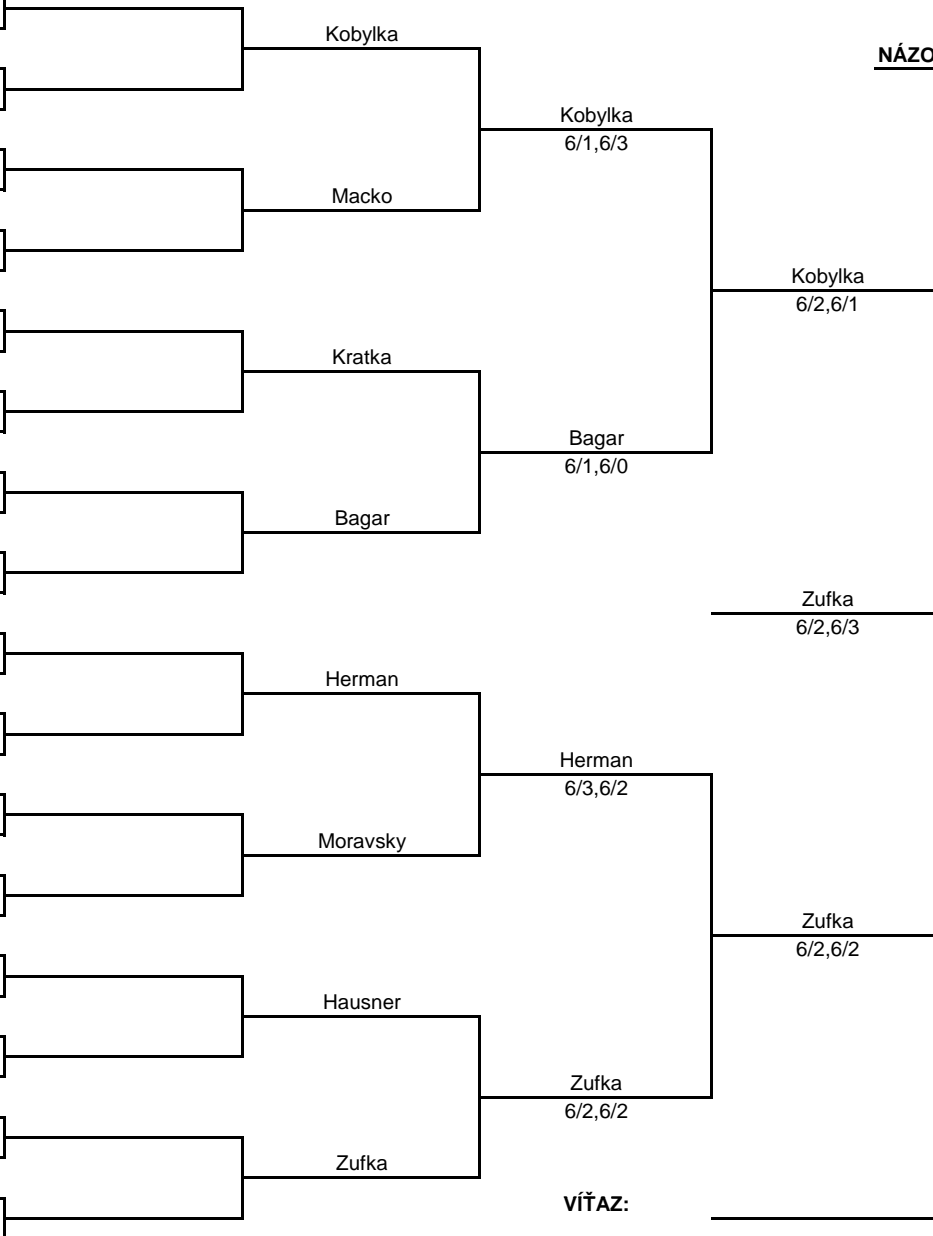 Kobylka
NÁZO
Kobylka
6/1,6/3
Macko
Kobylka
6/2,6/1
Kratka
Bagar
6/1,6/0
Bagar
Zufka
6/2,6/3
Herman
Herman
6/3,6/2
Moravsky
Zufka
6/2,6/2
Hausner
Zufka
6/2,6/2
Zufka
VÍŤAZ: